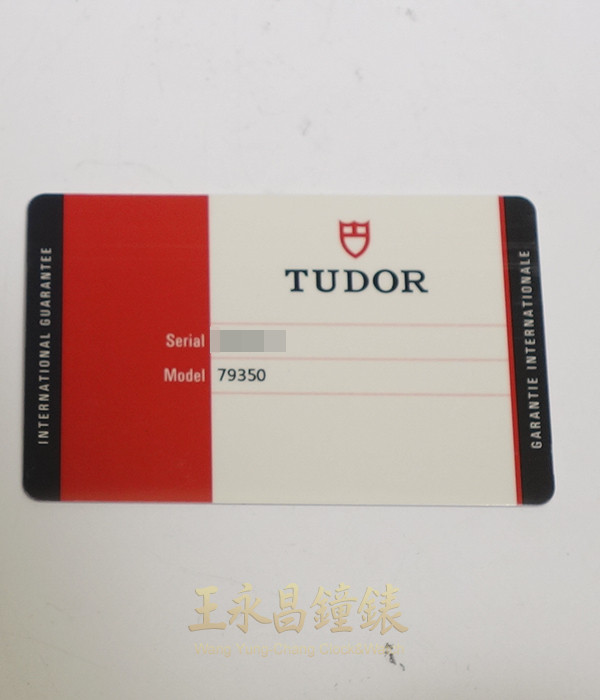 INTERNATIONAL GUARANTEE
TUDOR
Serial
Model 79350
GARANTIE INTERNATIONALE
王永昌鐘錶